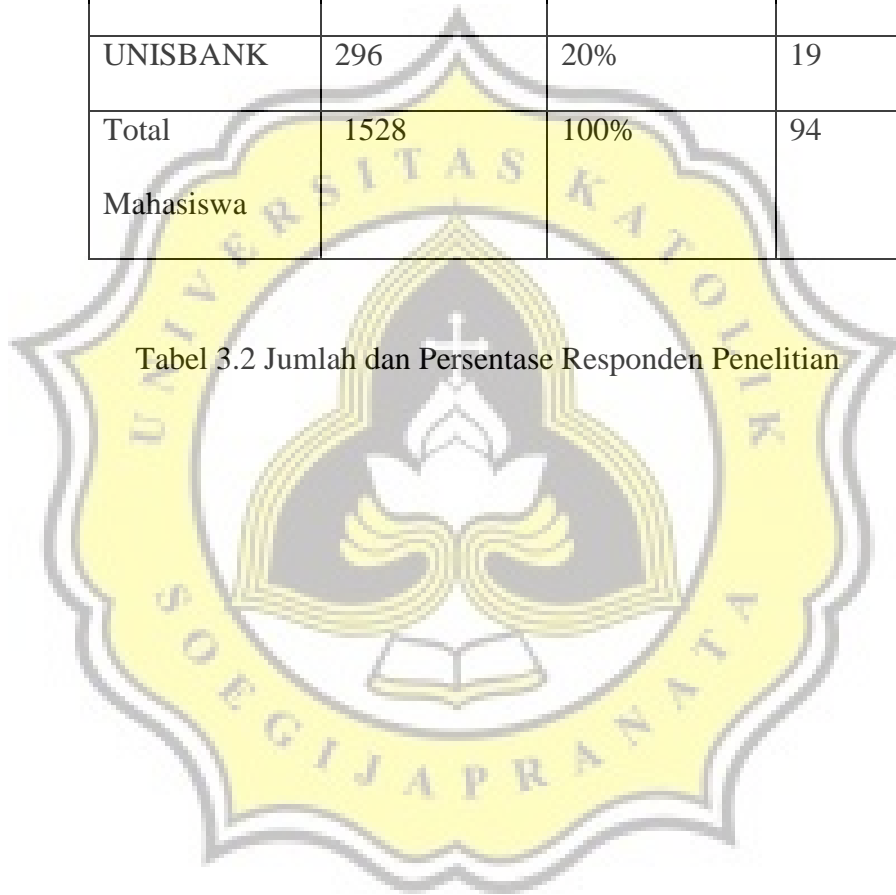 UNISBANK 296 20% 19
Total Mahasiswa 1528 100% 94
Tabel 3.2 Jumlah dan Persentase Responden Penelitian
UNIVERSITAS KATOLIK
SOEGIJAPRANATA